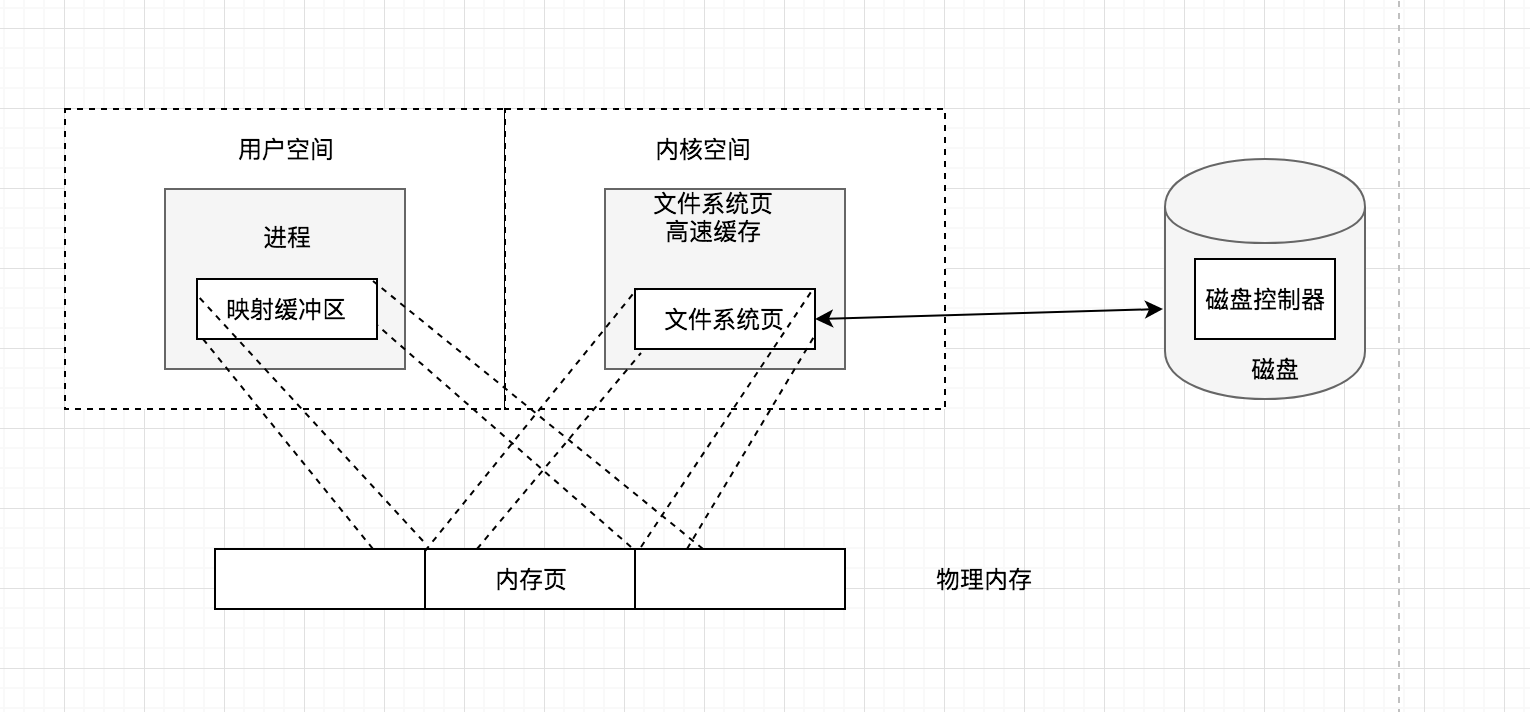 用户空间
内核空间
进程
映射缓冲区
文件系统页
高速缓存
文件系统页
磁盘控制器
磁盘
内存页
物理内存